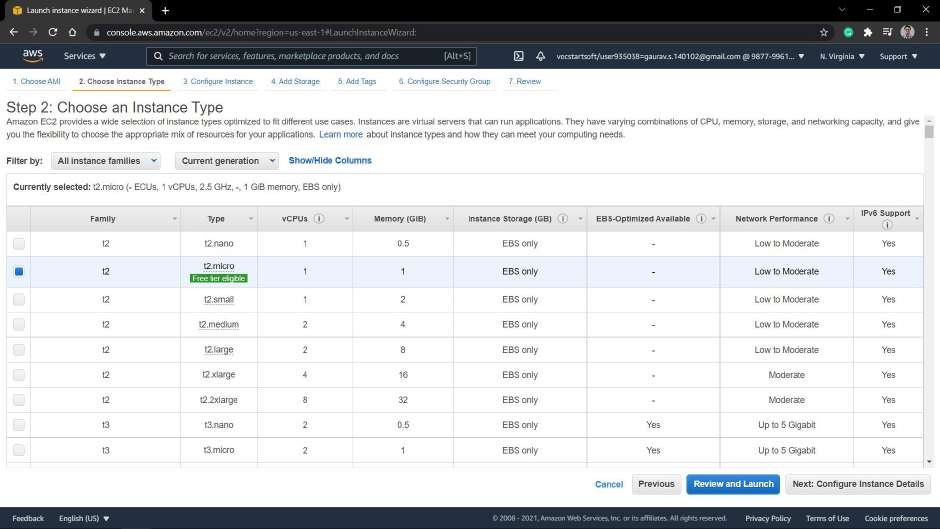 Launch instance wizard | EC2 Ma
console.aws.amazon.com/ec2/v2/home?region=us-east-1#LaunchInstanceWizard:
aws Services Search for services, features, marketplace products, and docs [Alt+S] vocstartsoft/user935038=gaurav.s.140102@gmail.com @ 9877-9961... N. Virginia Support
1. Choose AMI 2. Choose Instance Type 3. Configure Instance 4. Add Storage 5. Add Tags 6. Configure Security Group 7. Review
Step 2: Choose an Instance Type
Amazon EC2 provides a wide selection of instance types optimized to fit different use cases. Instances are virtual servers that can run applications. They have varying combinations of CPU, memory, storage, and networking capacity, and give
you the flexibility to choose the appropriate mix of resources for your applications. Learn more about instance types and how they can meet your computing needs.
Filter by: All instance families Current generation Show/Hide Columns
Currently selected: t2.micro (- ECUs, 1 vCPUs, 2.5 GHz, -, 1 GiB memory, EBS only)
Family Type vCPUs Memory (GiB) Instance Storage (GB) EBS-Optimized Available Network Performance IPv6 Support
t2 t2.nano 1 0.5 EBS only - Low to Moderate Yes
t2 t2.micro 1 1 EBS only - Low to Moderate Yes
Free tier eligible
t2 t2.small 1 2 EBS only - Low to Moderate Yes
t2 t2.medium 2 4 EBS only - Low to Moderate Yes
t2 t2.large 2 8 EBS only - Low to Moderate Yes
t2 t2.xlarge 4 16 EBS only - Moderate Yes
t2 t2.2xlarge 8 32 EBS only - Moderate Yes
t3 t3.nano 2 0.5 EBS only Yes Up to 5 Gigabit Yes
t3 t3.micro 2 1 EBS only Yes Up to 5 Gigabit Yes
Cancel Previous Review and Launch Next: Configure Instance Details
Feedback English (US) © 2008 - 2021, Amazon Web Services, Inc. or its affiliates. All rights reserved. Privacy Policy Terms of Use Cookie preferences